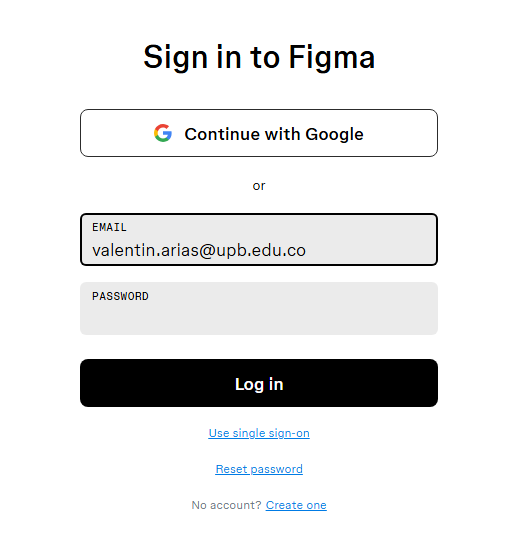 Sign in to Figma
Continue with Google
or
EMAIL
valentin.arias@upb.edu.co
PASSWORD
Log in
Use single sign-on
Reset password
No account? Create one